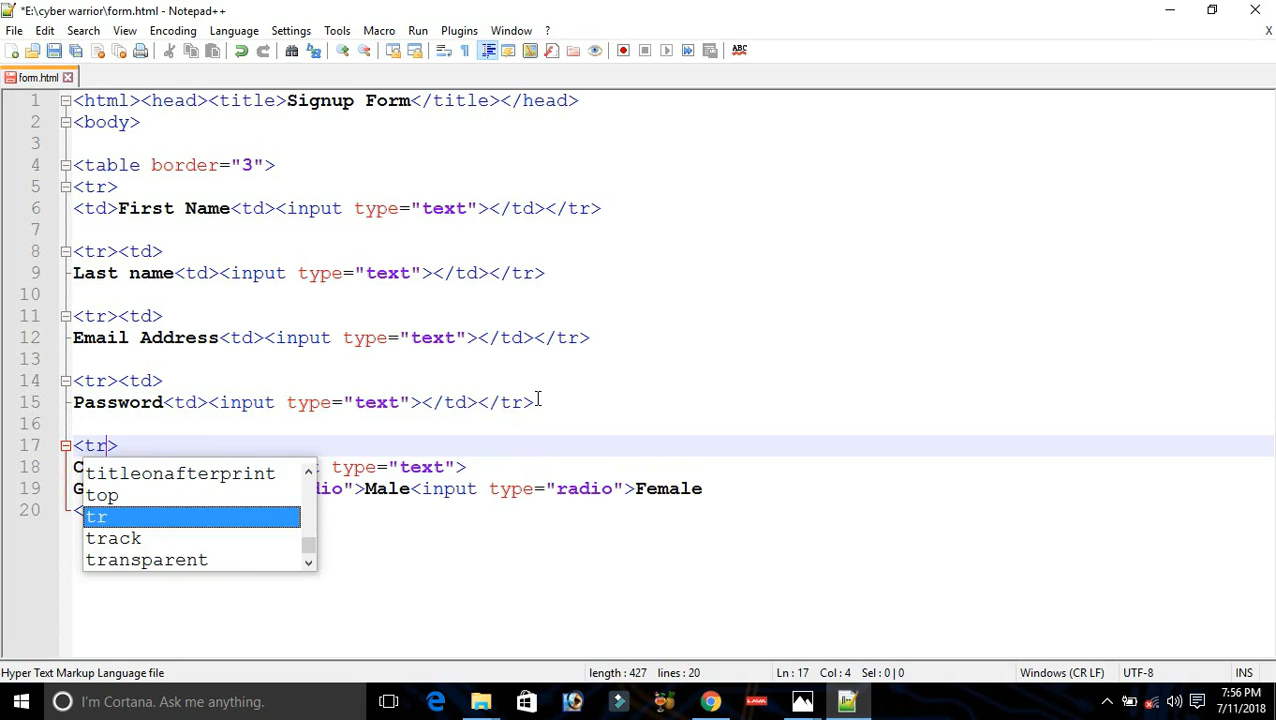 *E:\cyber warrior\form.html - Notepad++
File Edit Search View Encoding Language Settings Tools Macro Run Plugins Window ? X
ABC
form.html
1 <html><head><title>Signup Form</title></head>
2 <body>
3
4 <table border="3">
5 <tr>
6 <td>First Name<td><input type="text"></td></tr>
7
8 <tr><td>
9 Last name<td><input type="text"></td></tr>
10
11 <tr><td>
12 Email Address<td><input type="text"></td></tr>
13
14 <tr><td>
15 Password<td><input type="text"></td></tr>
16
17 <tr>
18 C type="text">
19 G dio">Male<input type="radio">Female
20 <
titleonafterprint
top
tr
track
transparent
Hyper Text Markup Language file length : 427 lines : 20 Ln : 17 Col : 4 Sel : 0 | 0 Windows (CR LF) UTF-8 INS
I'm Cortana. Ask me anything.
LAVA
7:56 PM
7/11/2018